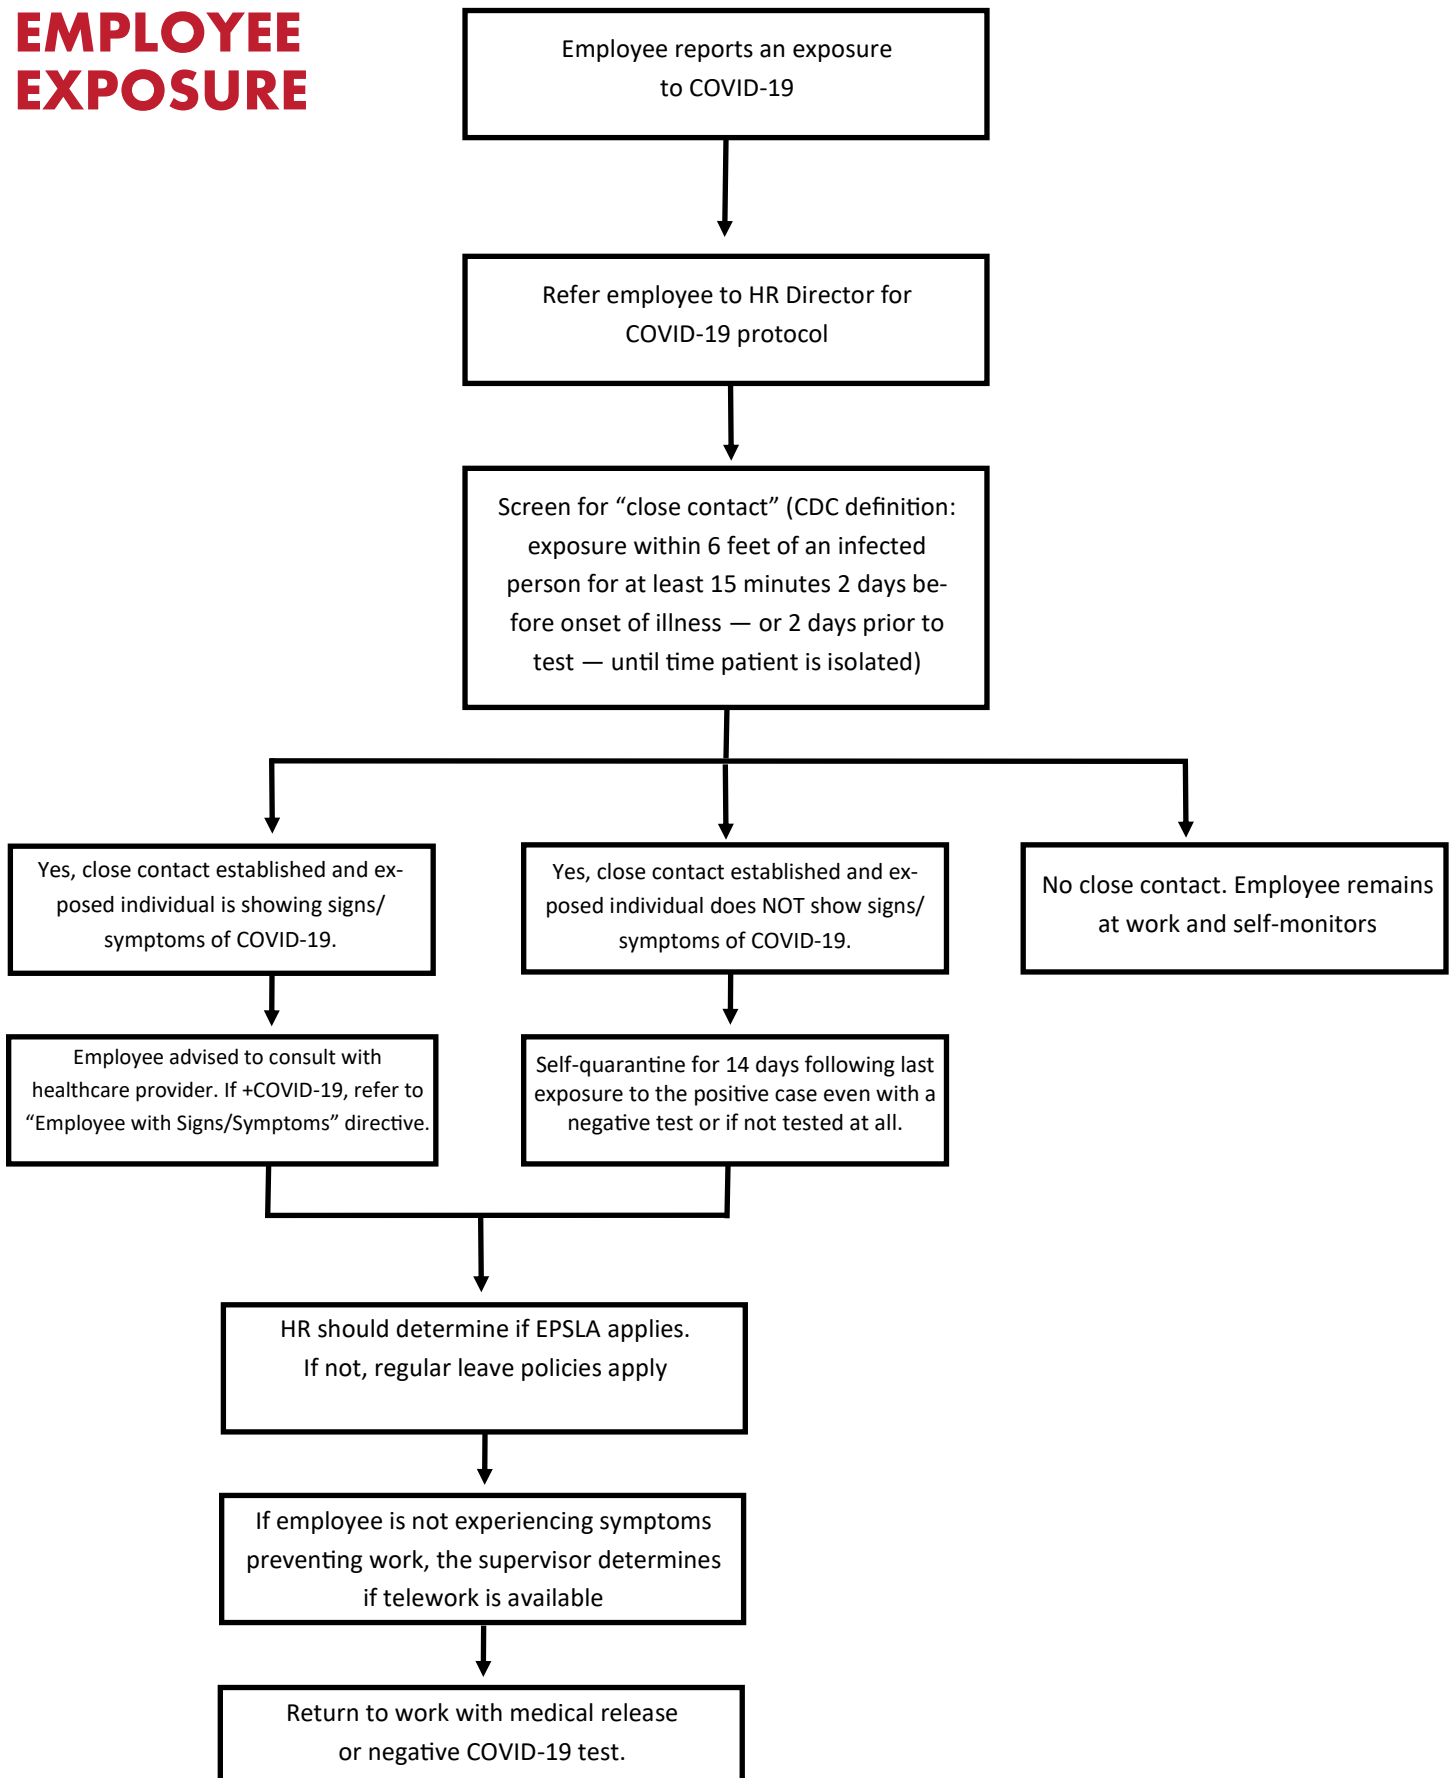 EMPLOYEE
EXPOSURE
Employee reports an exposure
to COVID-19
Refer employee to HR Director for
COVID-19 protocol
Screen for “close contact” (CDC definition:
exposure within 6 feet of an infected
person for at least 15 minutes 2 days be-
fore onset of illness — or 2 days prior to
test — until time patient is isolated)
Yes, close contact established and ex-
posed individual is showing signs/
symptoms of COVID-19.
Yes, close contact established and ex-
posed individual does NOT show signs/
symptoms of COVID-19.
No close contact. Employee remains
at work and self-monitors
Employee advised to consult with
healthcare provider. If +COVID-19, refer to
“Employee with Signs/Symptoms” directive.
Self-quarantine for 14 days following last
exposure to the positive case even with a
negative test or if not tested at all.
HR should determine if EPSLA applies.
If not, regular leave policies apply
If employee is not experiencing symptoms
preventing work, the supervisor determines
if telework is available
Return to work with medical release
or negative COVID-19 test.